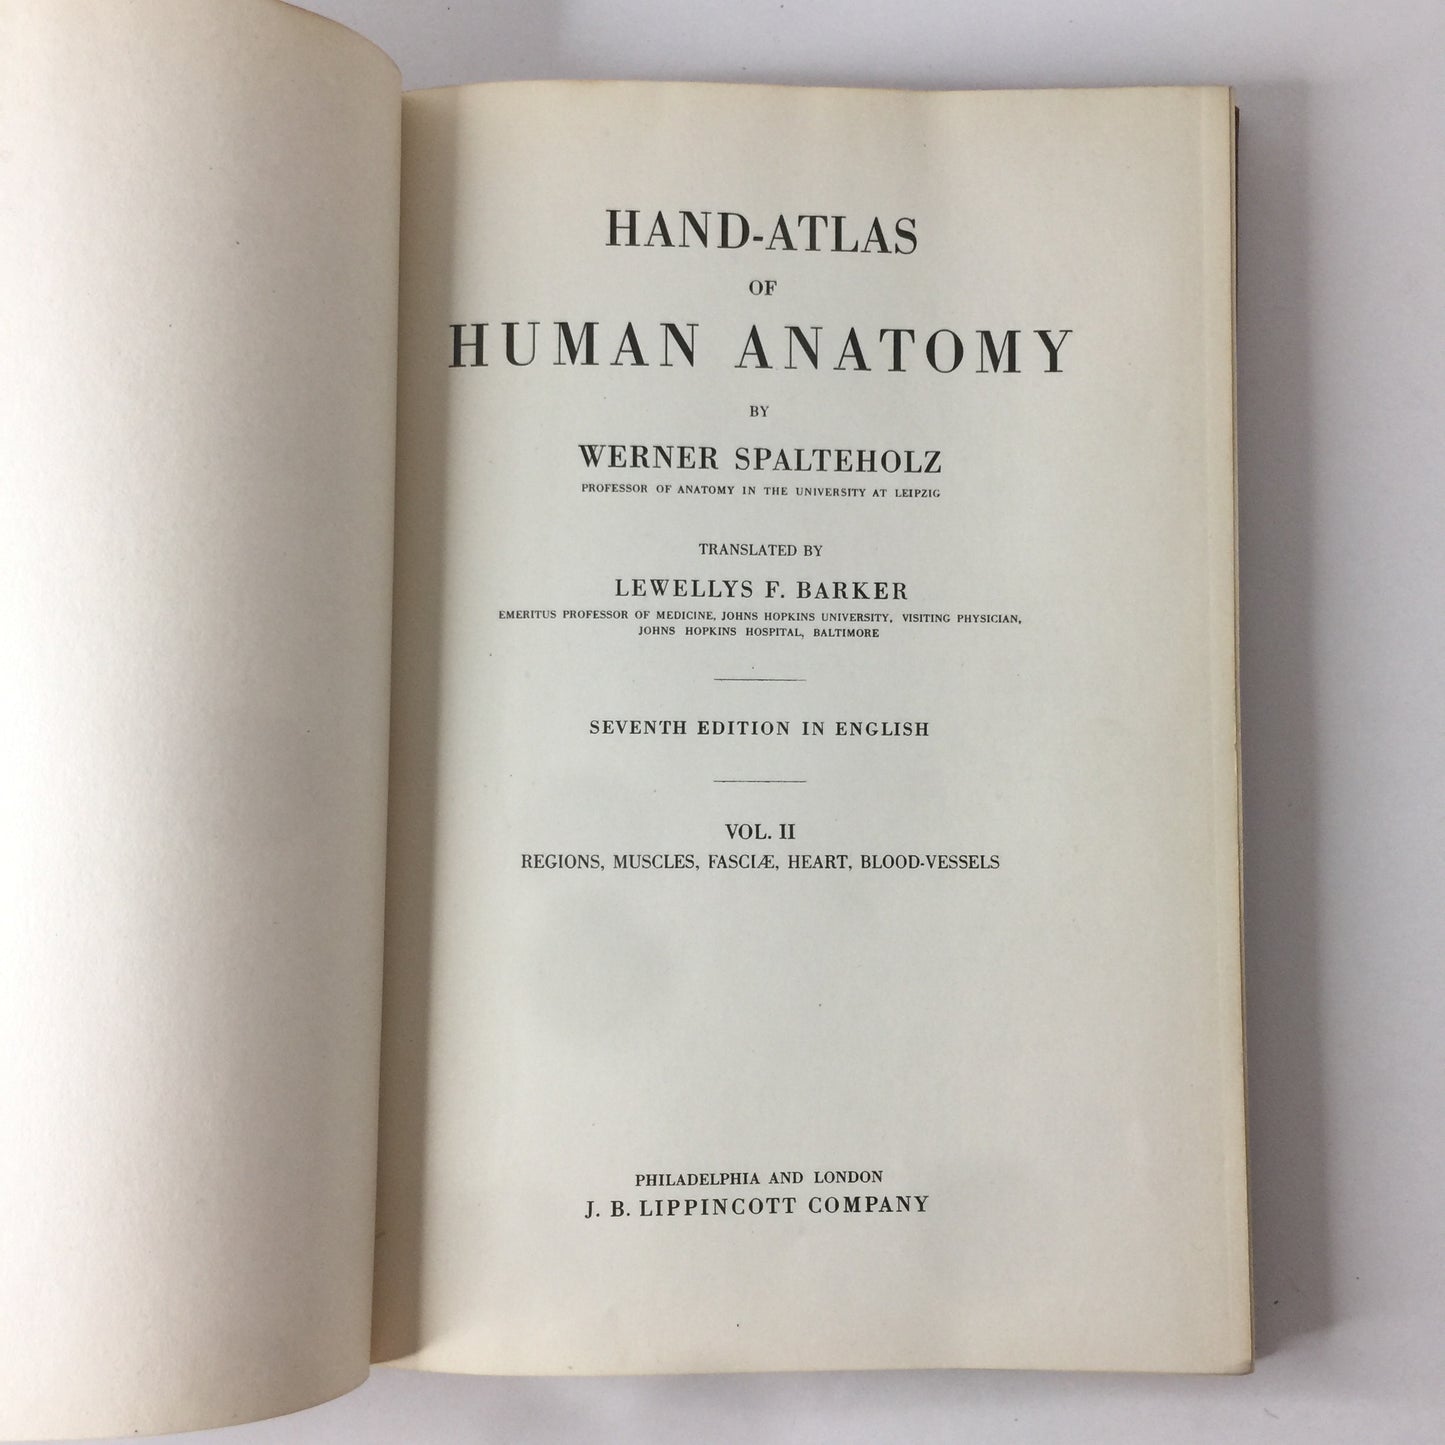 HAND-ATLAS
OF
HUMAN ANATOMY
BY
WERNER SPALTEHOLZ
PROFESSOR OF ANATOMY IN THE UNIVERSITY AT LEIPZIG
TRANSLATED BY
LEWELLYS F. BARKER
EMERITUS PROFESSOR OF MEDICINE, JOHNS HOPKINS UNIVERSITY, VISITING PHYSICIAN,
JOHNS HOPKINS HOSPITAL, BALTIMORE
SEVENTH EDITION IN ENGLISH
VOL. II
REGIONS, MUSCLES, FASCIÆ, HEART, BLOOD-VESSELS
PHILADELPHIA AND LONDON
J. B. LIPPINCOTT COMPANY